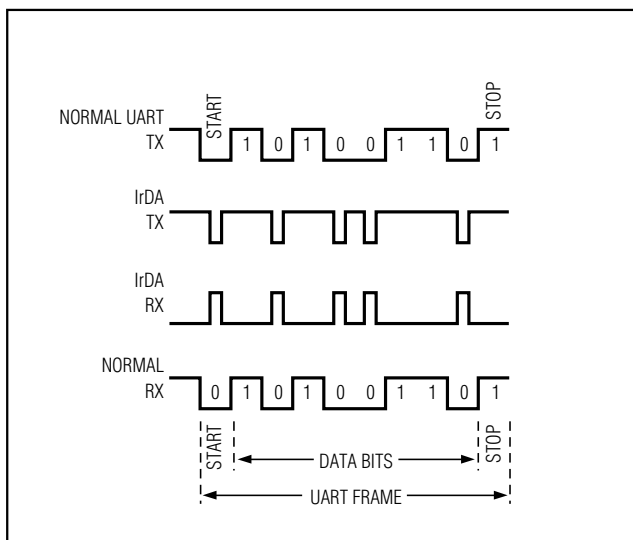 START
STOP
NORMAL UART
TX
1 0 1 0 0 1 1 0 1
IrDA
TX
IrDA
RX
NORMAL
RX
0 1 0 1 0 0 1 1 0 1
START
DATA BITS
STOP
UART FRAME